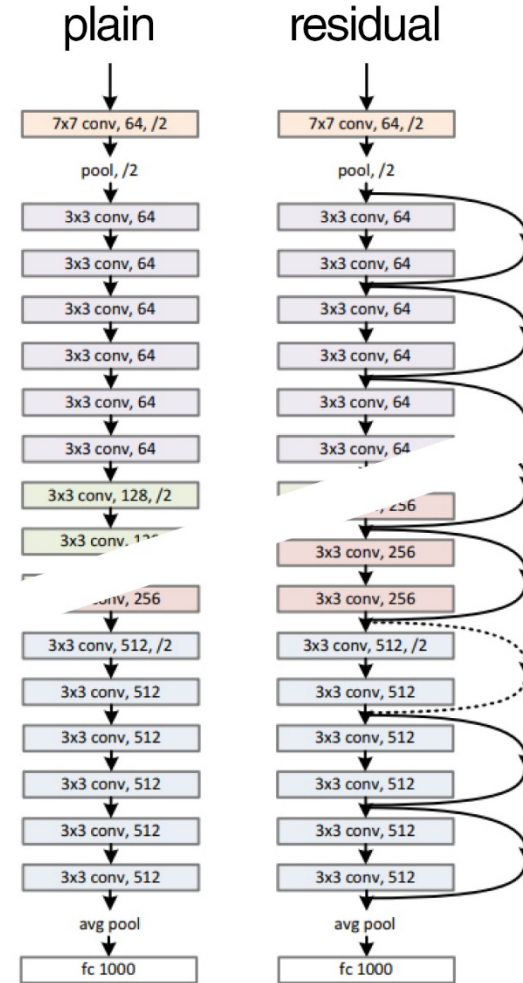 plain
7x7 conv, 64, /2
pool, /2
3x3 conv, 64
3x3 conv, 64
3x3 conv, 64
3x3 conv, 64
3x3 conv, 64
3x3 conv, 64
3x3 conv, 128, /2
3x3 conv,
, 256
3x3 conv, 512, /2
3x3 conv, 512
3x3 conv, 512
3x3 conv, 512
3x3 conv, 512
3x3 conv, 512
avg pool
fc 1000
residual
7x7 conv, 64, /2
pool, /2
3x3 conv, 64
3x3 conv, 64
3x3 conv, 64
3x3 conv, 64
3x3 conv, 64
3x3 conv, 64
, 256
3x3 conv, 256
3x3 conv, 256
3x3 conv, 512, /2
3x3 conv, 512
3x3 conv, 512
3x3 conv, 512
3x3 conv, 512
3x3 conv, 512
avg pool
fc 1000